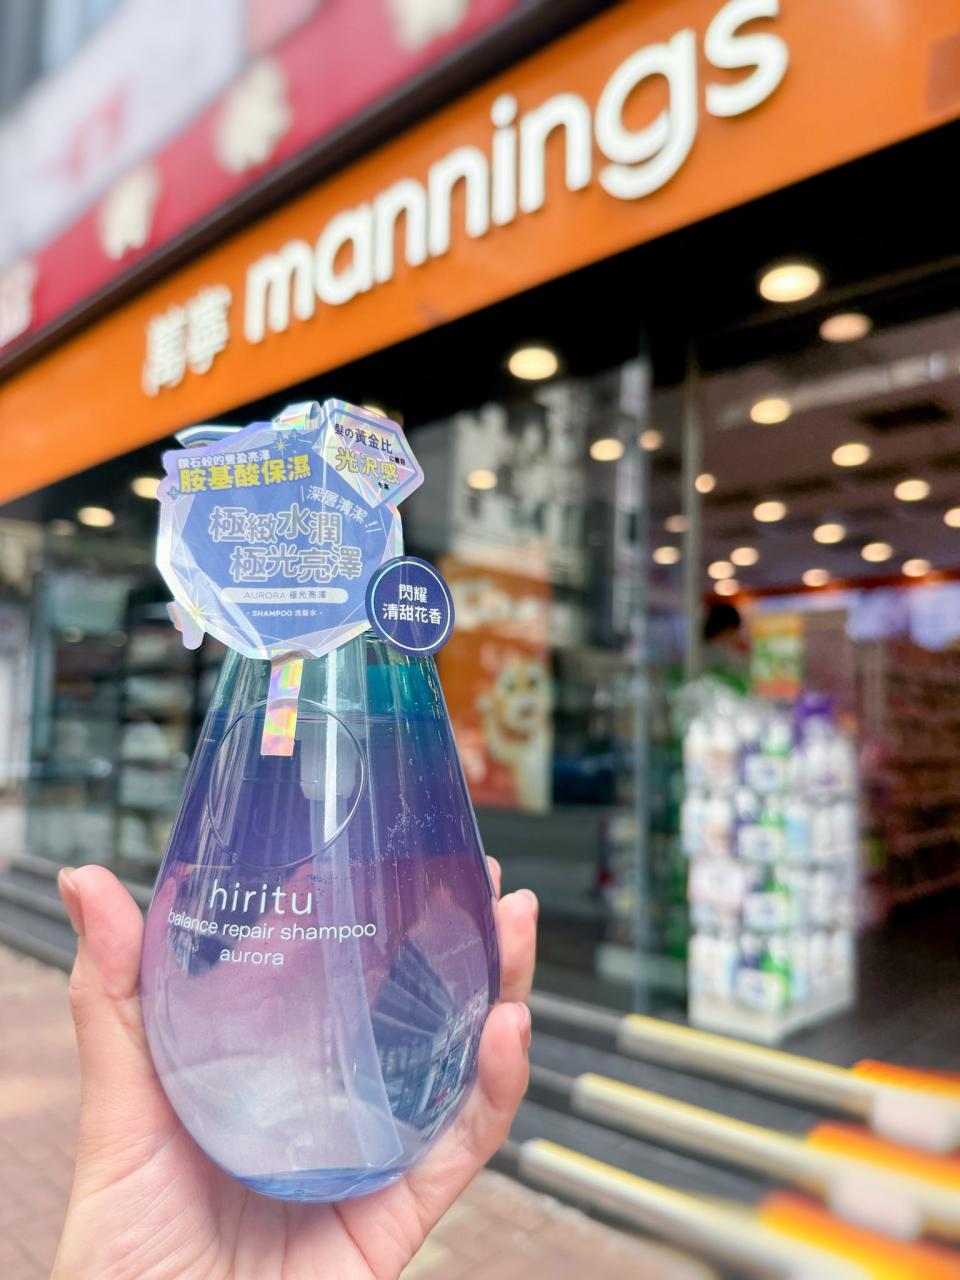 萬寧 mannings
髮の黃金比
光沢感
鑽石般的豐盈亮澤
胺基酸保濕
深層清潔!!
極緻水潤
極光亮澤
AURORA 極光亮澤
- SHAMPOO 洗髮水 -
閃耀
清甜花香
hiritu
balance repair shampoo
aurora